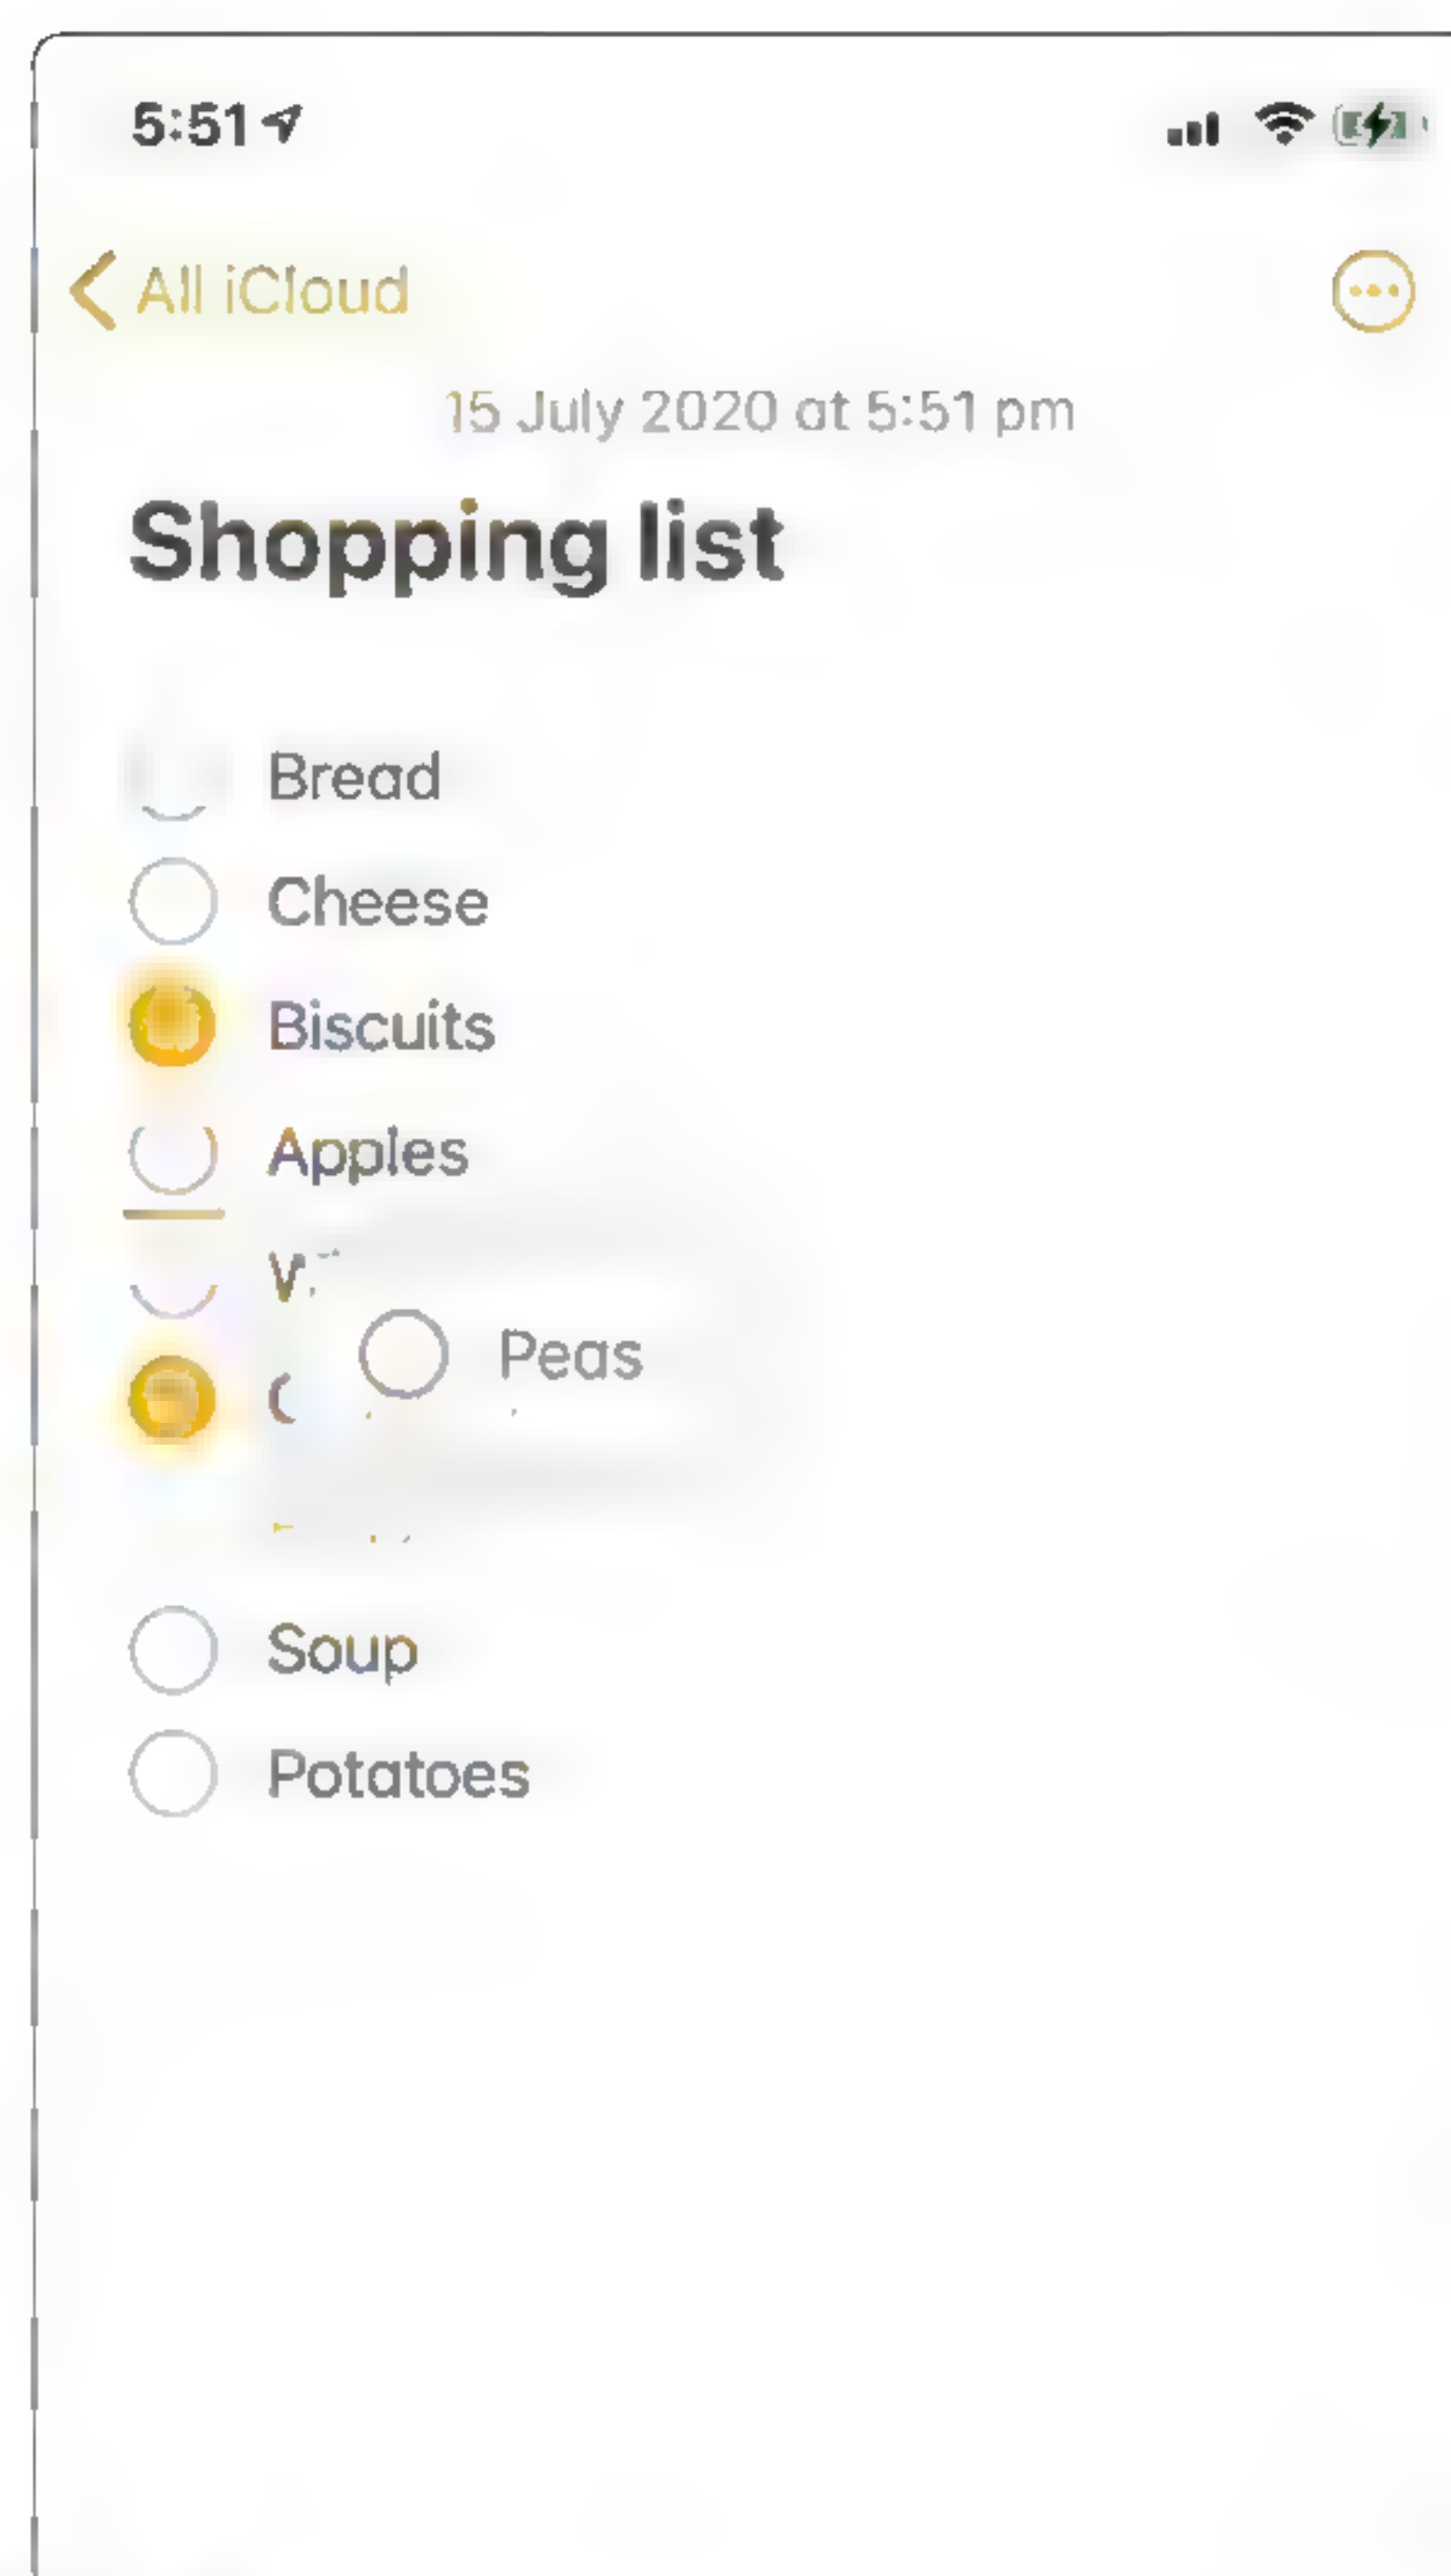 5:51
All iCloud
15 July 2020 at 5:51 pm
Shopping list
Bread
Cheese
Biscuits
Apples
Peas
Soup
Potatoes